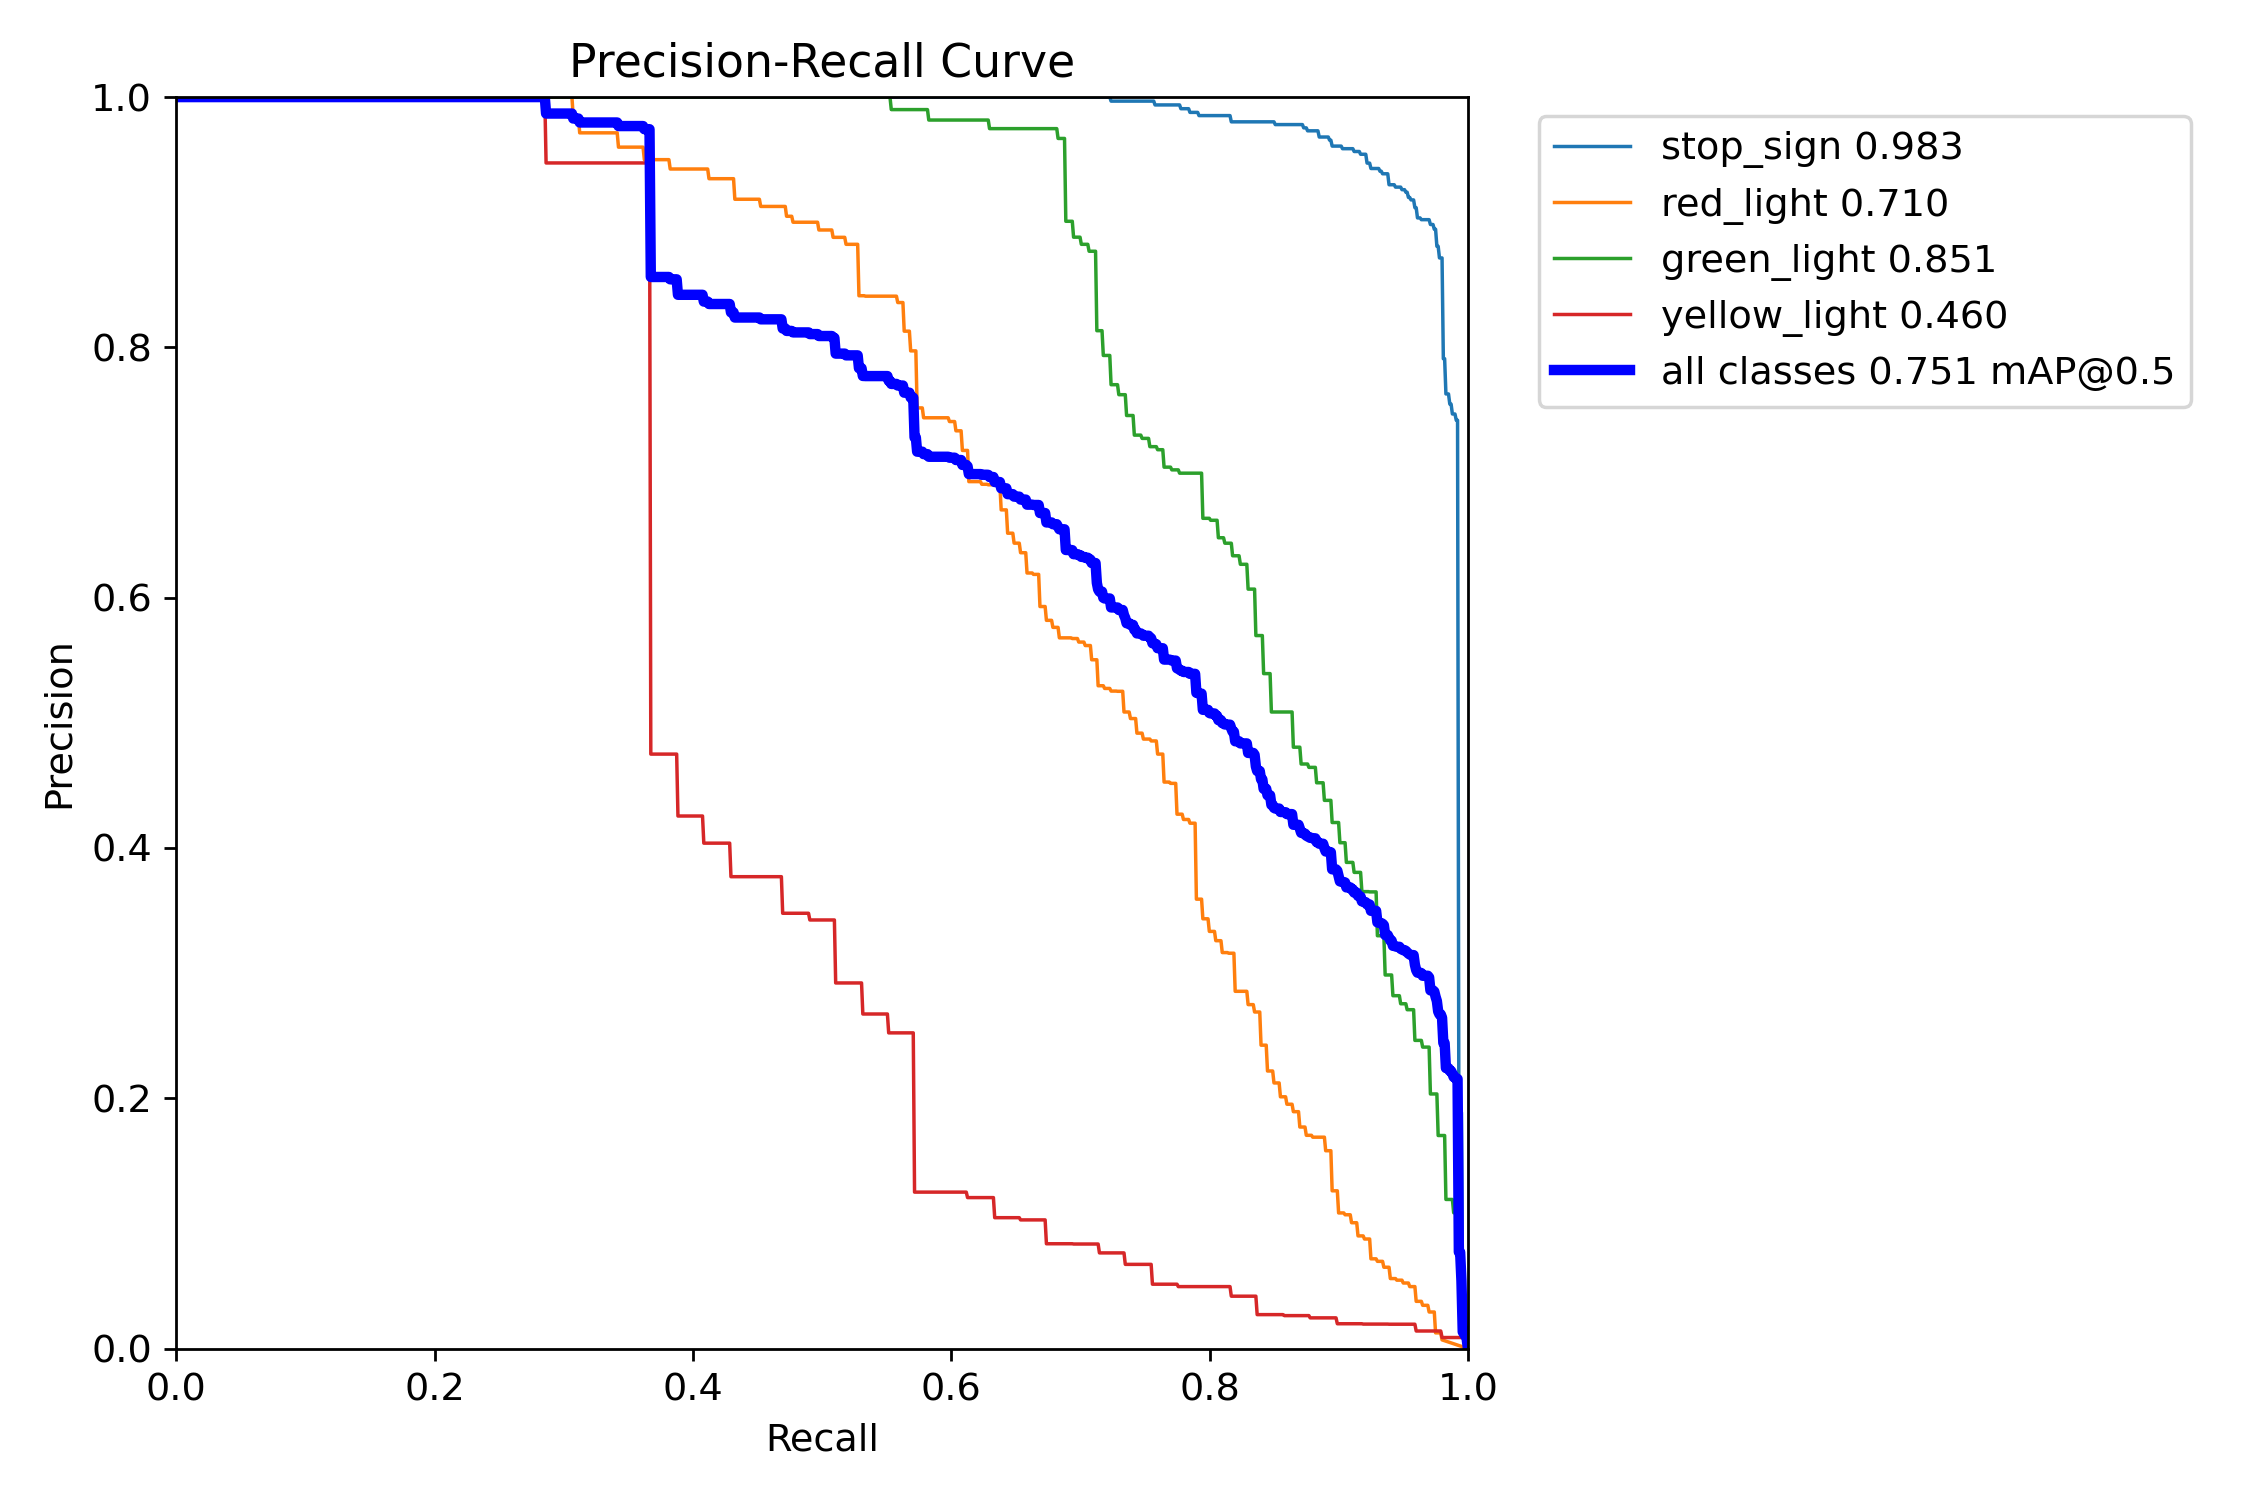 Precision-Recall Curve
1.0
0.8
0.6
0.4
0.2
0.0
Precision
0.0 0.2 0.4 0.6 0.8 1.0
Recall
stop_sign 0.983
red_light 0.710
green_light 0.851
yellow_light 0.460
all classes 0.751 mAP@0.5